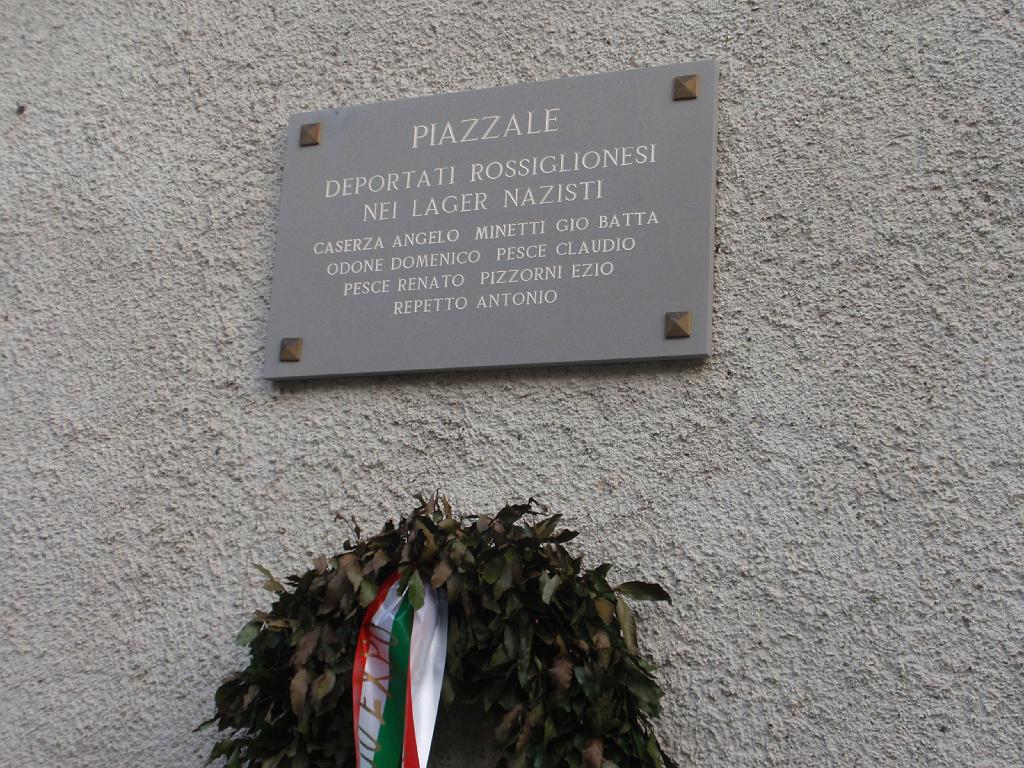 PIAZZALE
DEPORTATI ROSSIGLIONESI
NEI LAGER NAZISTI
CASERZA ANGELO MINETTI GIO BATTA
ODONE DOMENICO PESCE CLAUDIO
PESCE RENATO PIZZORNI EZIO
REPETTO ANTONIO